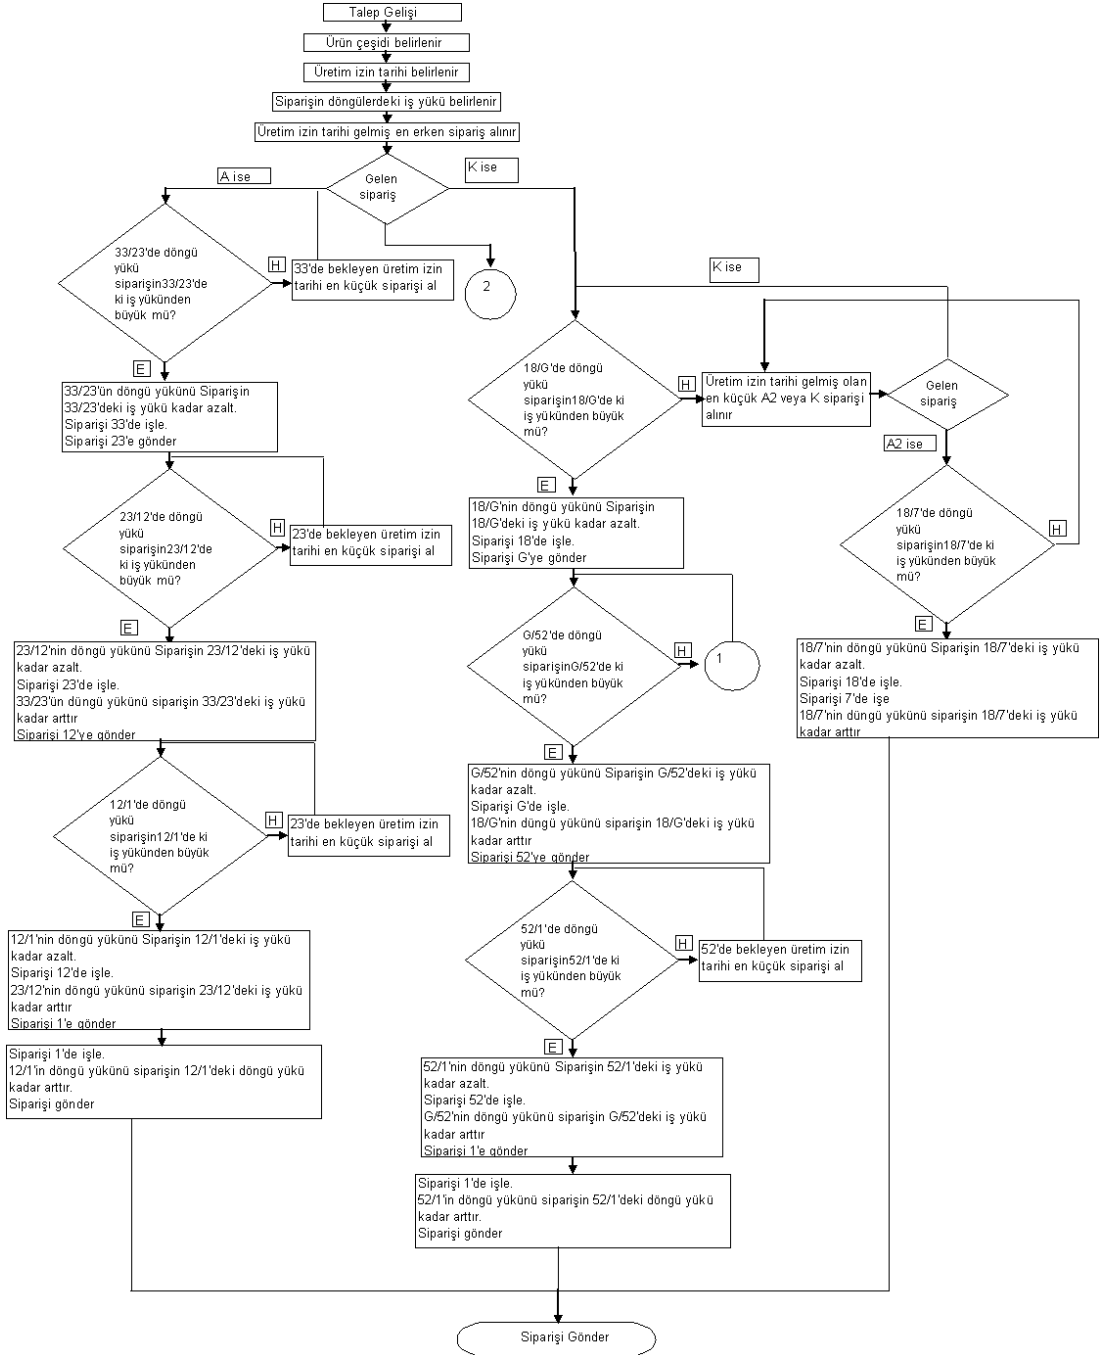 Talep Gelişi
Ürün çeşidi belirlenir
Üretim izin tarihi belirlenir
Siparişin döngülerdeki iş yükü belirlenir
Üretim izin tarihi gelmiş en erken sipariş alınır
Gelen
sipariş
A ise
K ise
33/23'de döngü
yükü
siparişin33/23'de
ki iş yükünden
büyük mü?
H
33'de bekleyen üretim izin
tarihi en küçük siparişi al
2
E
33/23'ün döngü yükünü Siparişin
33/23'deki iş yükü kadar azalt.
Siparişi 33'de işle.
Siparişi 23'e gönder
23/12'de döngü
yükü
siparişin23/12'de
ki iş yükünden
büyük mü?
H
23'de bekleyen üretim izin
tarihi en küçük siparişi al
E
23/12'nin döngü yükünü Siparişin 23/12'deki iş yükü
kadar azalt.
Siparişi 23'de işle.
33/23'ün düngü yükünü siparişin 33/23'deki iş yükü
kadar arttır
Siparişi 12'ye gönder
12/1'de döngü
yükü
siparişin12/1'de ki
iş yükünden büyük
mü?
H
23'de bekleyen üretim izin
tarihi en küçük siparişi al
E
12/1'nin döngü yükünü Siparişin 12/1'deki iş yükü
kadar azalt.
Siparişi 12'de işle.
23/12'nin düngü yükünü siparişin 23/12'deki iş yükü
kadar arttır
Siparişi 1'e gönder
Siparişi 1'de işle.
12/1'in döngü yükünü siparişin 12/1'deki döngü yükü
kadar arttır.
Siparişi gönder
K ise
18/G'de döngü
yükü
siparişin18/G'de ki
iş yükünden büyük
mü?
H
Üretim izin tarihi gelmiş olan
en küçük A2 veya K siparişi
alınır
Gelen
sipariş
A2 ise
E
18/G'nin döngü yükünü Siparişin
18/G'deki iş yükü kadar azalt.
Siparişi 18'de işle.
Siparişi G'ye gönder
G/52'de döngü
yükü
siparişinG/52'de ki
iş yükünden büyük
mü?
H
1
E
G/52'nin döngü yükünü Siparişin G/52'deki iş yükü
kadar azalt.
Siparişi G'de işle.
18/G'nin düngü yükünü siparişin 18/G'deki iş yükü
kadar arttır
Siparişi 52'ye gönder
52/1'de döngü
yükü
siparişin52/1'de ki
iş yükünden büyük
mü?
H
52'de bekleyen üretim izin
tarihi en küçük siparişi al
E
52/1'nin döngü yükünü Siparişin 52/1'deki iş yükü
kadar azalt.
Siparişi 52'de işle.
G/52'nin düngü yükünü siparişin G/52'deki iş yükü
kadar arttır
Siparişi 1'e gönder
Siparişi 1'de işle.
52/1'in döngü yükünü siparişin 52/1'deki döngü yükü
kadar arttır.
Siparişi gönder
18/7'de döngü
yükü
siparişin18/7'de ki
iş yükünden büyük
mü?
H
E
18/7'nin döngü yükünü Siparişin 18/7'deki iş yükü
kadar azalt.
Siparişi 18'de işle.
Siparişi 7'de işe
18/7'nin düngü yükünü siparişin 18/7'deki iş yükü
kadar arttır
Siparişi Gönder